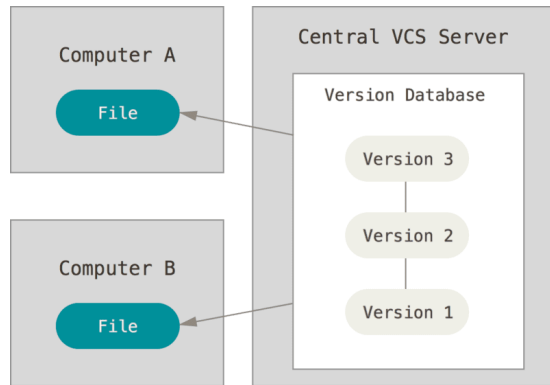 Computer A
File
Computer B
File
Central VCS Server
Version Database
Version 3
Version 2
Version 1